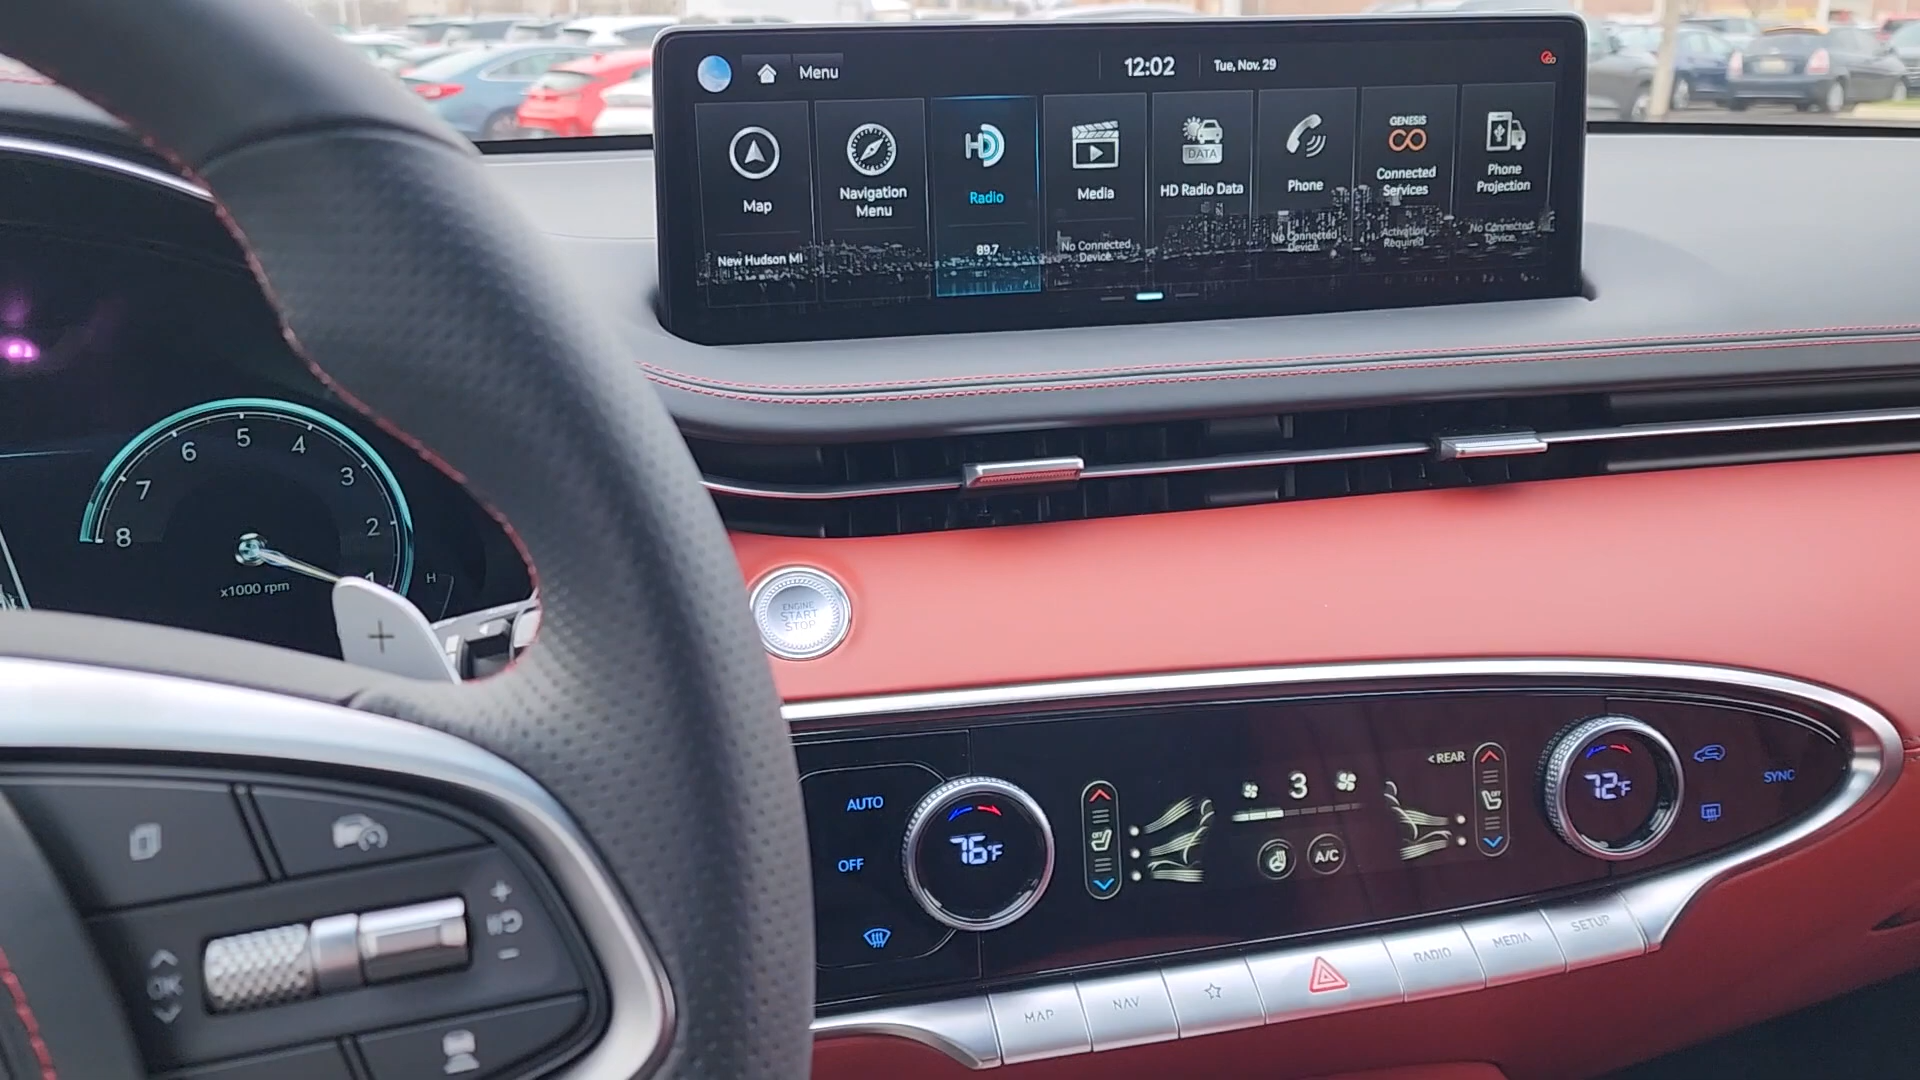 Menu
12:02
Tue, Nov. 29
Map
New Hudson MI
Navigation
Menu
Radio
89.7
Media
No Connected
Device
DATA
HD Radio Data
Phone
No Connected
Device
GENESIS
Connected
Services
Activation
Required
Phone
Projection
No Connected
Device
8
7
6
5
4
3
2
1
x1000 rpm
H
+
ENGINE
START
STOP
AUTO
OFF
76°F
OFF
3
A/C
<REAR
OFF
72°F
SYNC
+
OK
-
MAP
NAV
RADIO
MEDIA
SETUP